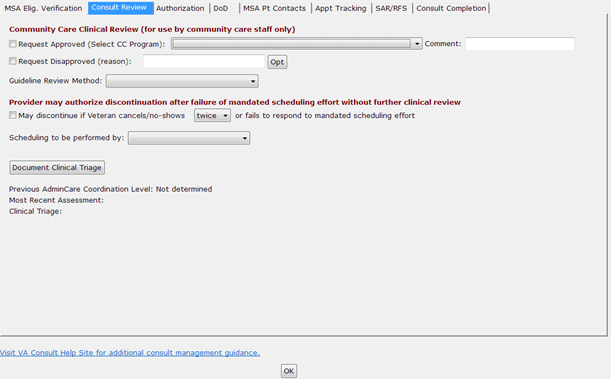 MSA Elig. Verification Consult Review Authorization DoD MSA Pt Contacts Appt Tracking SAR/RFS Consult Completion
Community Care Clinical Review (for use by community care staff only)
Request Approved (Select CC Program): Comment:
Request Disapproved (reason): Opt
Guideline Review Method:
Provider may authorize discontinuation after failure of mandated scheduling effort without further clinical review
May discontinue if Veteran cancels/no-shows twice or fails to respond to mandated scheduling effort
Scheduling to be performed by:
Document Clinical Triage
Previous AdminCare Coordination Level: Not determined
Most Recent Assessment:
Clinical Triage:
Visit VA Consult Help Site for additional consult management guidance.
OK